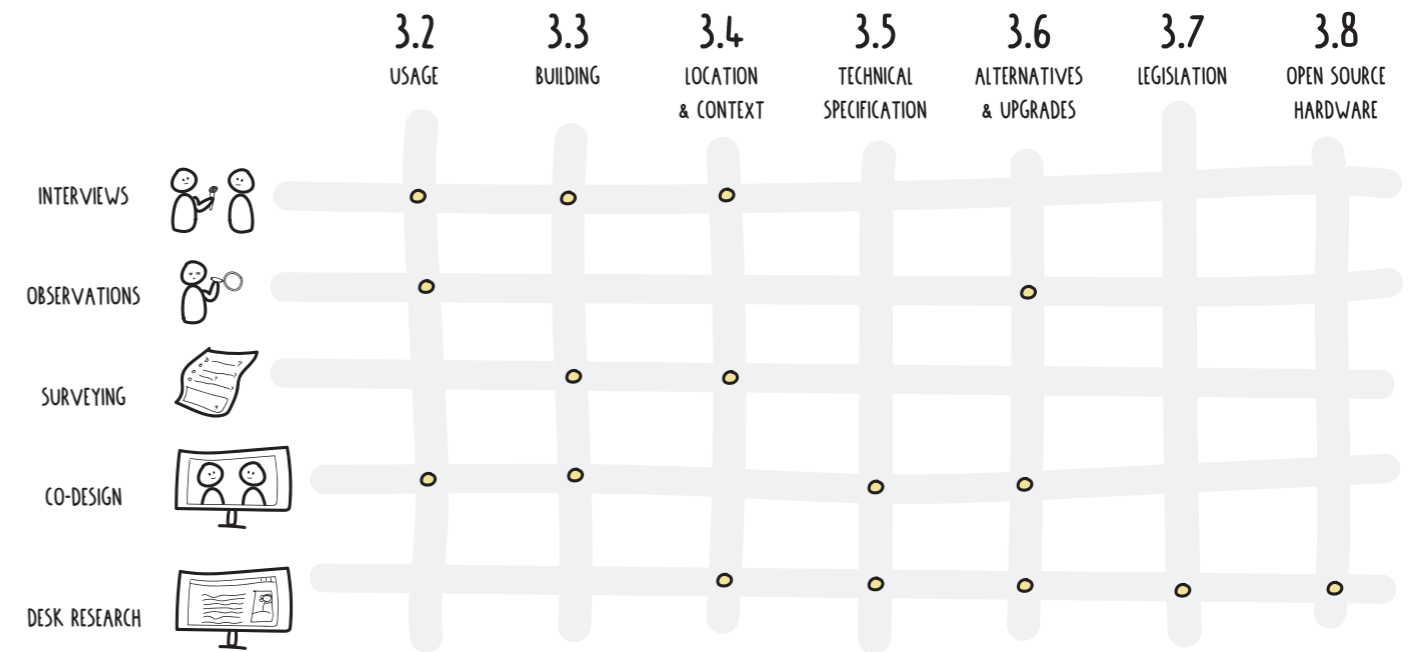 3.2 3.3 3.4 3.5 3.6 3.7 3.8
USAGE BUILDING LOCATION TECHNICAL ALTERNATIVES LEGISLATION OPEN SOURCE
& CONTEXT SPECIFICATION & UPGRADES HARDWARE
INTERVIEWS
OBSERVATIONS
SURVEYING
CO-DESIGN
DESK RESEARCH